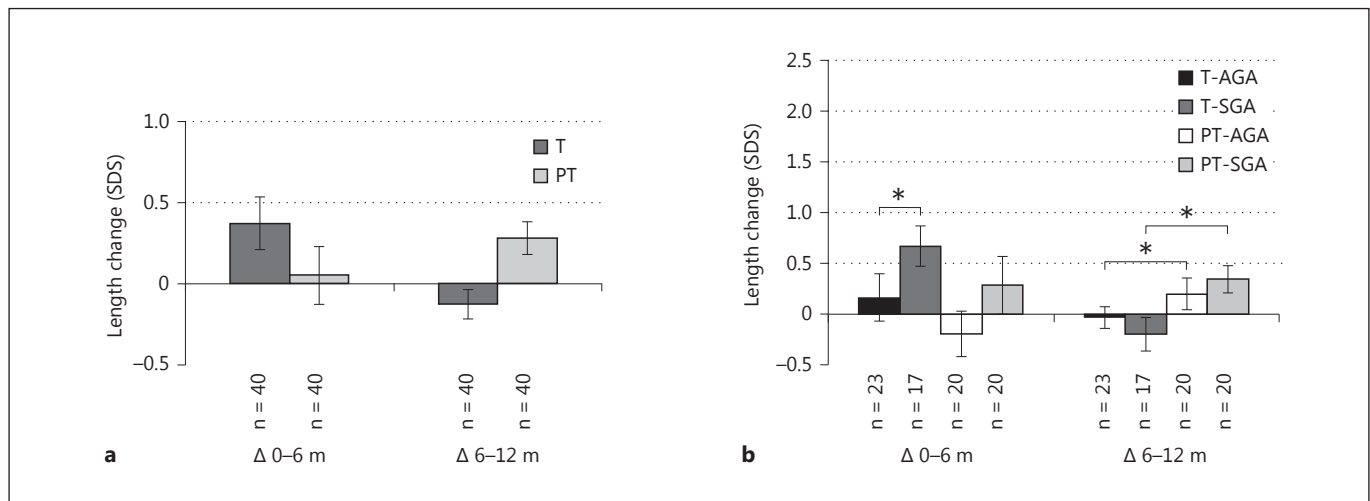 Length change (SDS)
1.0
0.5
0
–0.5
T
PT
n = 40
n = 40
n = 40
n = 40
a
Δ 0–6 m
Δ 6–12 m
Length change (SDS)
2.5
2.0
1.5
1.0
0.5
0
–0.5
T-AGA
T-SGA
PT-AGA
PT-SGA
*
*
*
n = 23
n = 17
n = 20
n = 20
n = 23
n = 17
n = 20
n = 20
b
Δ 0–6 m
Δ 6–12 m